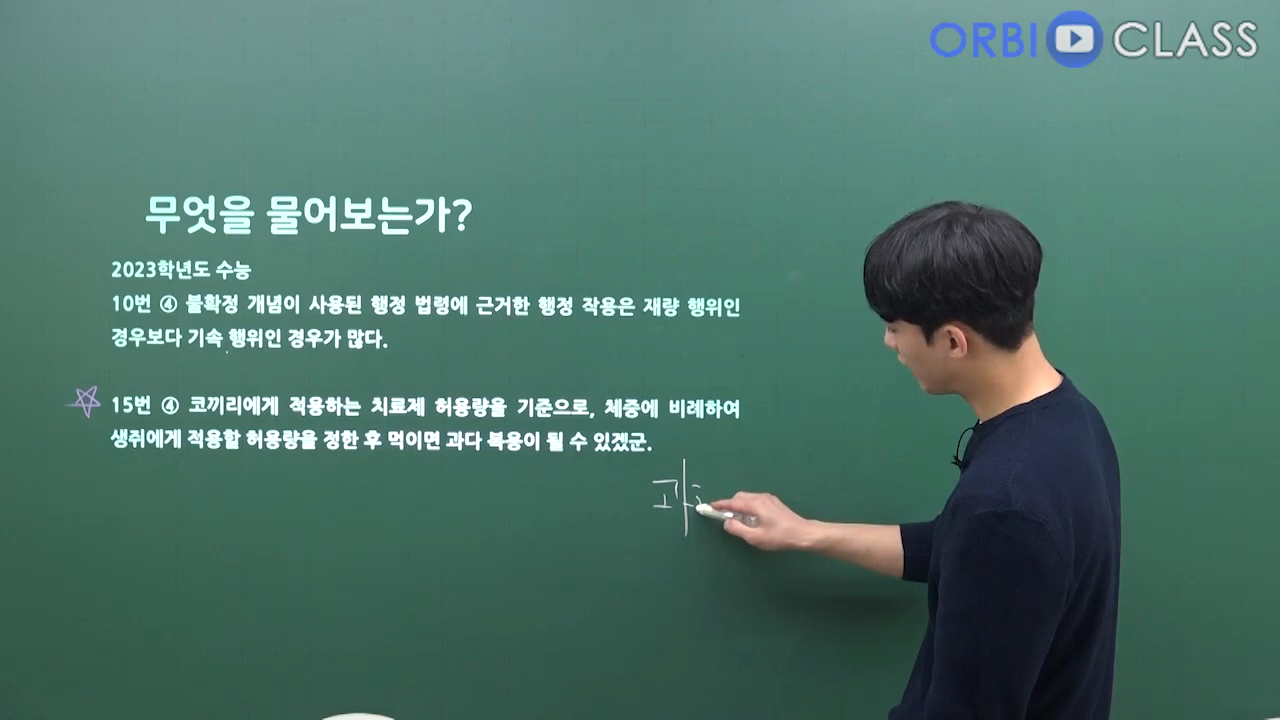 ORBI CLASS
무엇을 물어보는가?
2023학년도 수능
10번 ④ 불확정 개념이 사용된 행정 법령에 근거한 행정 작용은 재량 행위인
경우보다 기속 행위인 경우가 많다.
15번 ④ 코끼리에게 적용하는 치료제 허용량을 기준으로, 체중에 비례하여
생쥐에게 적용할 허용량을 정한 후 먹이면 과다 복용이 될 수 있겠군.